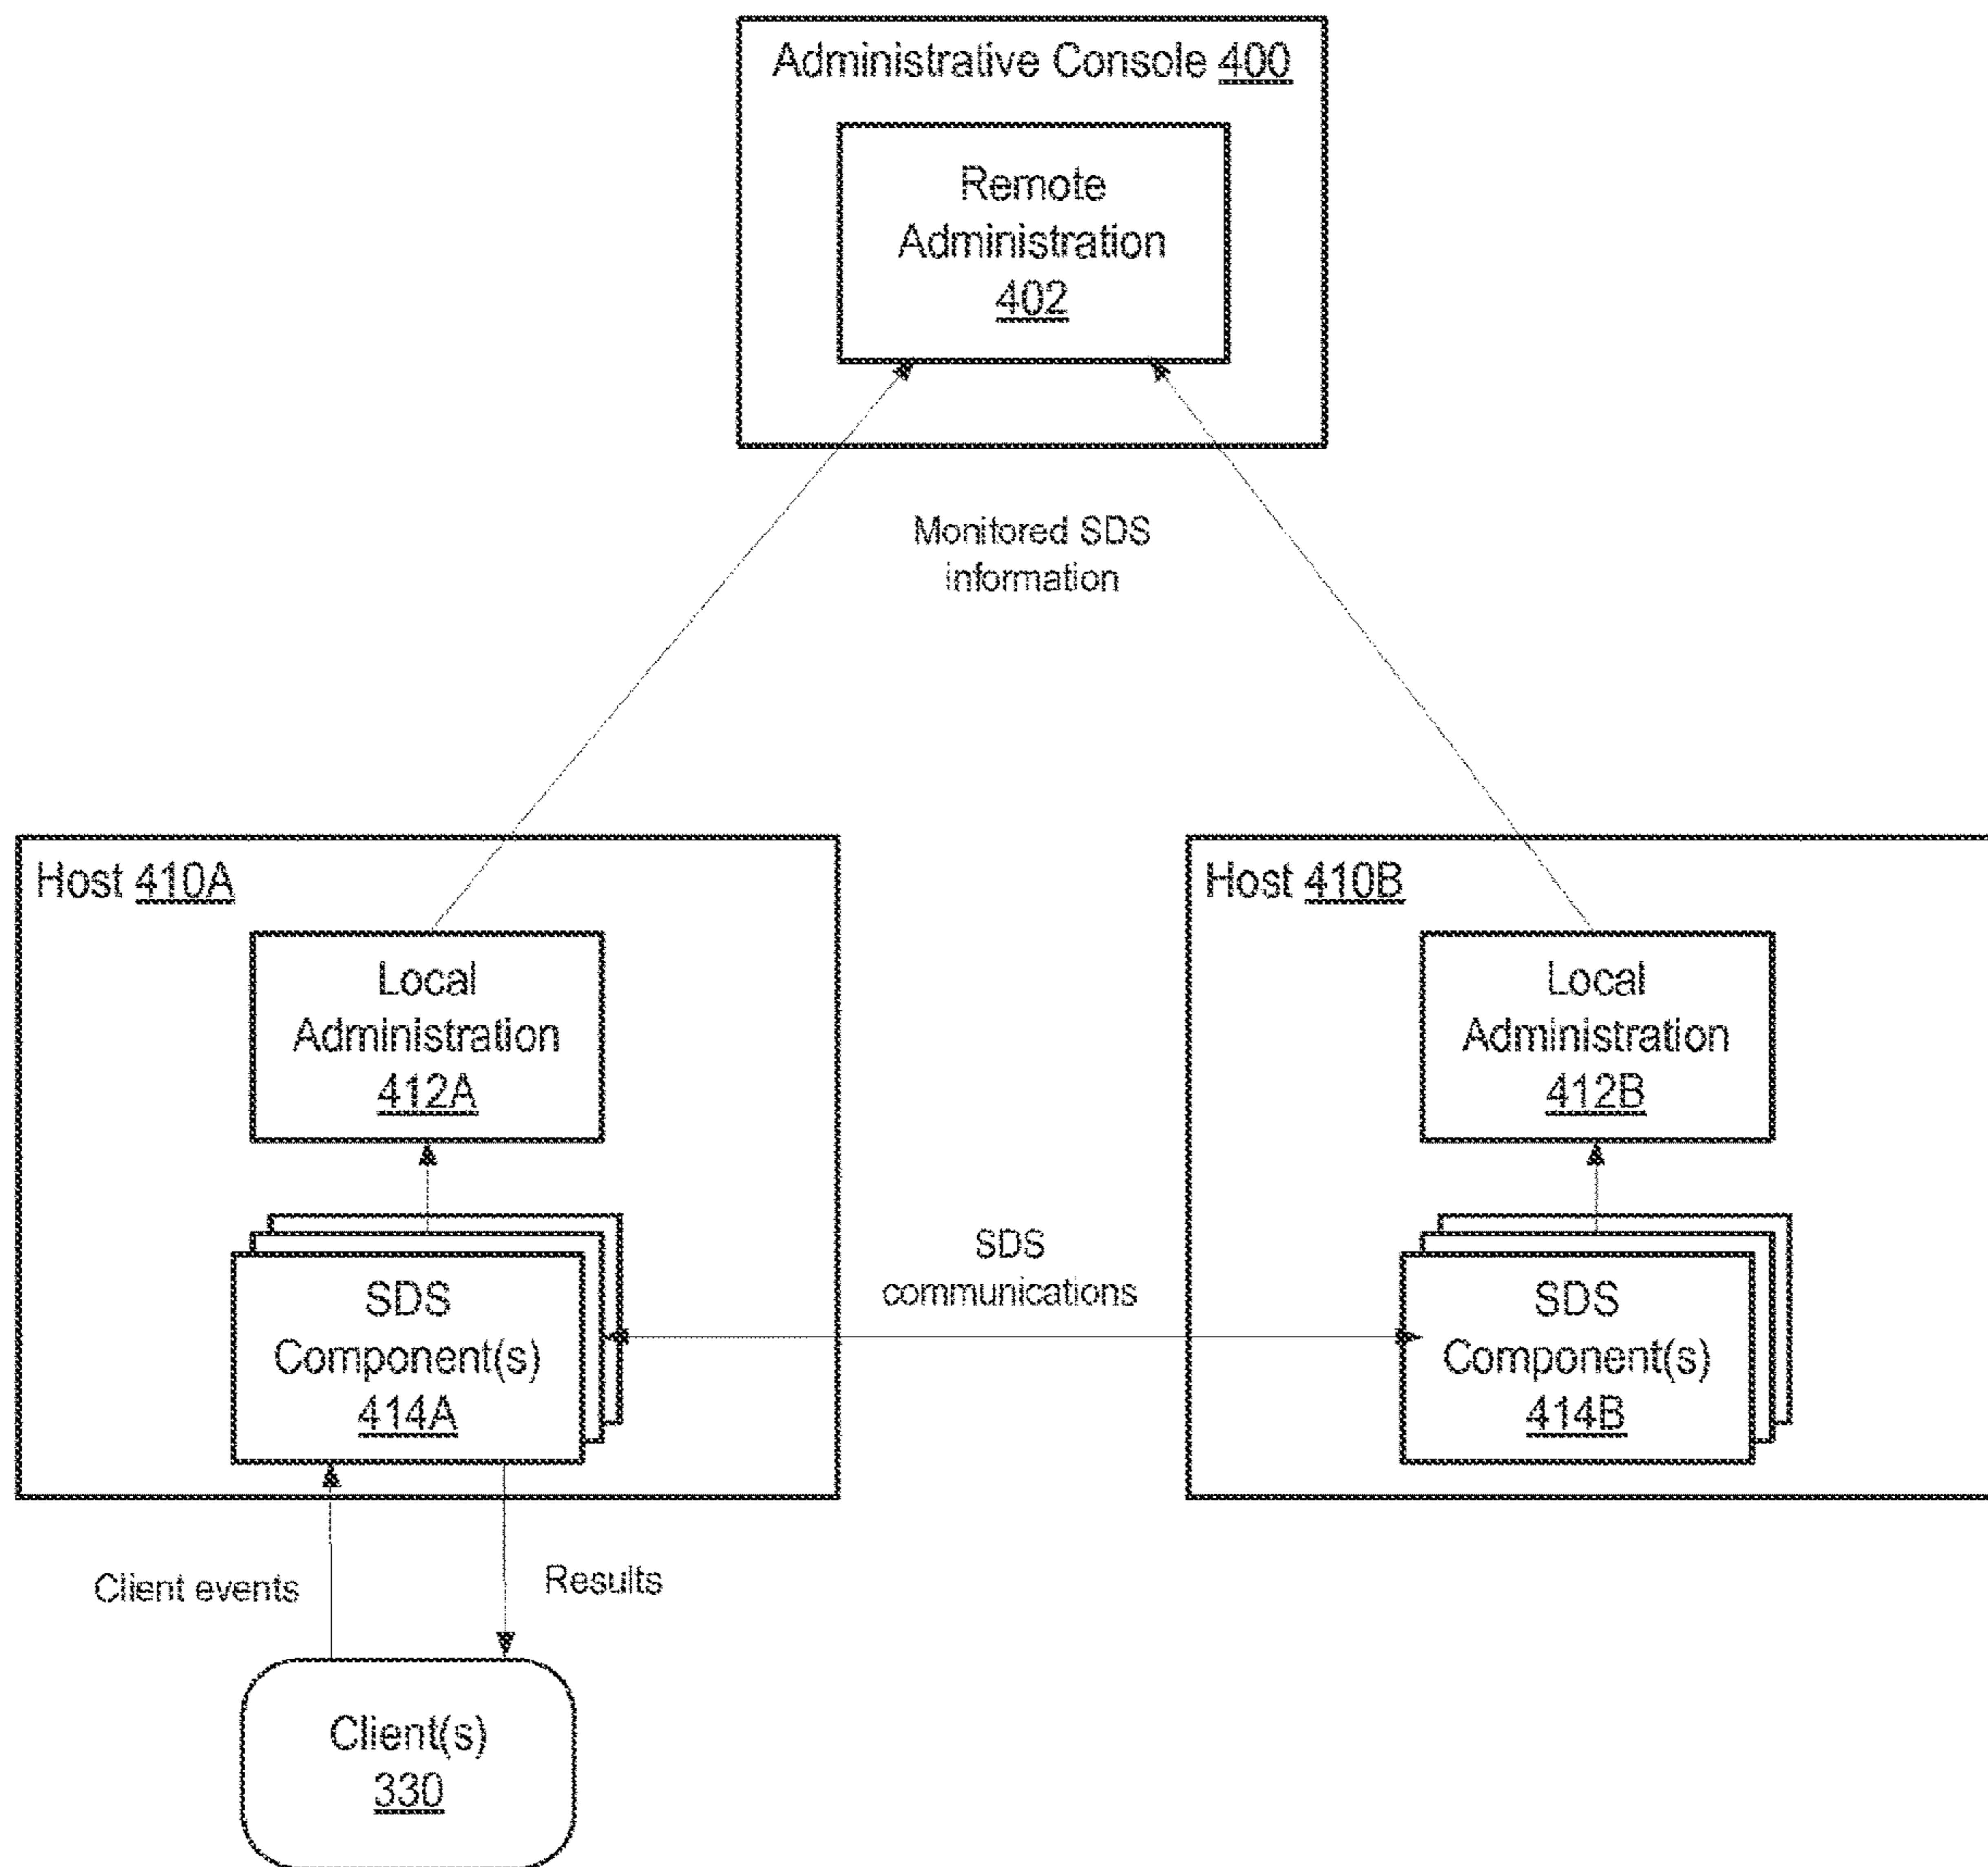 Administrative Console 400
Remote
Administration
402
Monitored SDS
information
Host 410A
Local
Administration
412A
Host 410B
Local
Administration
412B
SDS
Component(s)
414A
SDS
communications
SDS
Component(s)
414B
Client events
Results
Client(s)
330